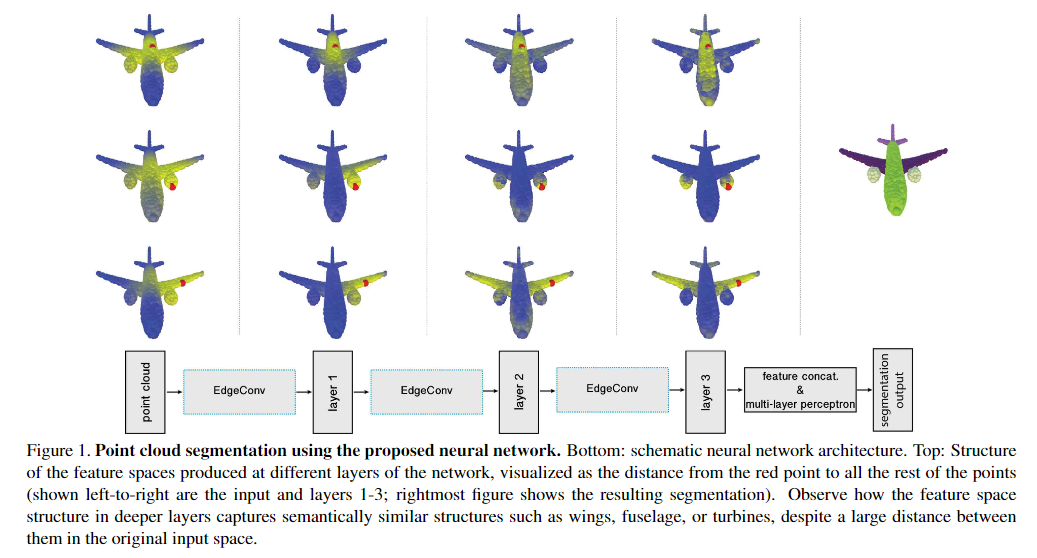 point cloud
EdgeConv
layer 1
EdgeConv
layer 2
EdgeConv
layer 3
feature concat.
&
multi-layer perceptron
segmentation
output
Figure 1. Point cloud segmentation using the proposed neural network. Bottom: schematic neural network architecture. Top: Structure
of the feature spaces produced at different layers of the network, visualized as the distance from the red point to all the rest of the points
(shown left-to-right are the input and layers 1-3; rightmost figure shows the resulting segmentation). Observe how the feature space
structure in deeper layers captures semantically similar structures such as wings, fuselage, or turbines, despite a large distance between
them in the original input space.